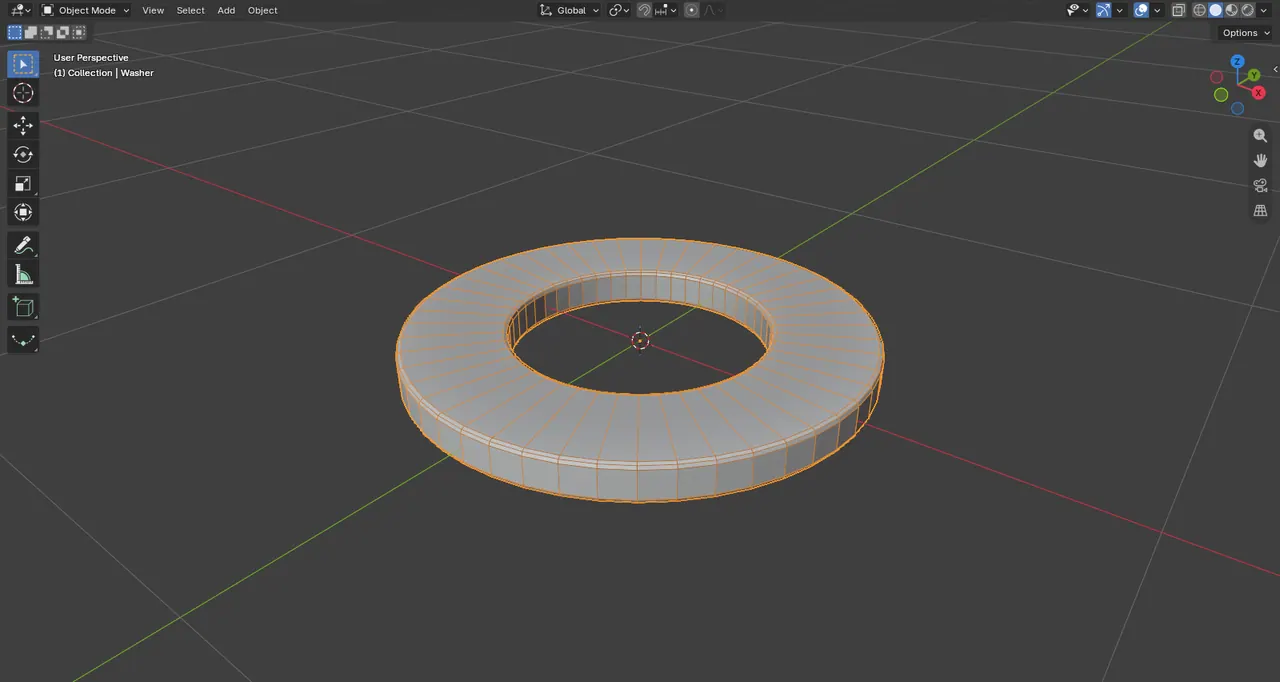 Object Mode View Select Add Object Global
Options
User Perspective
(1) Collection | Washer
Z
Y
X